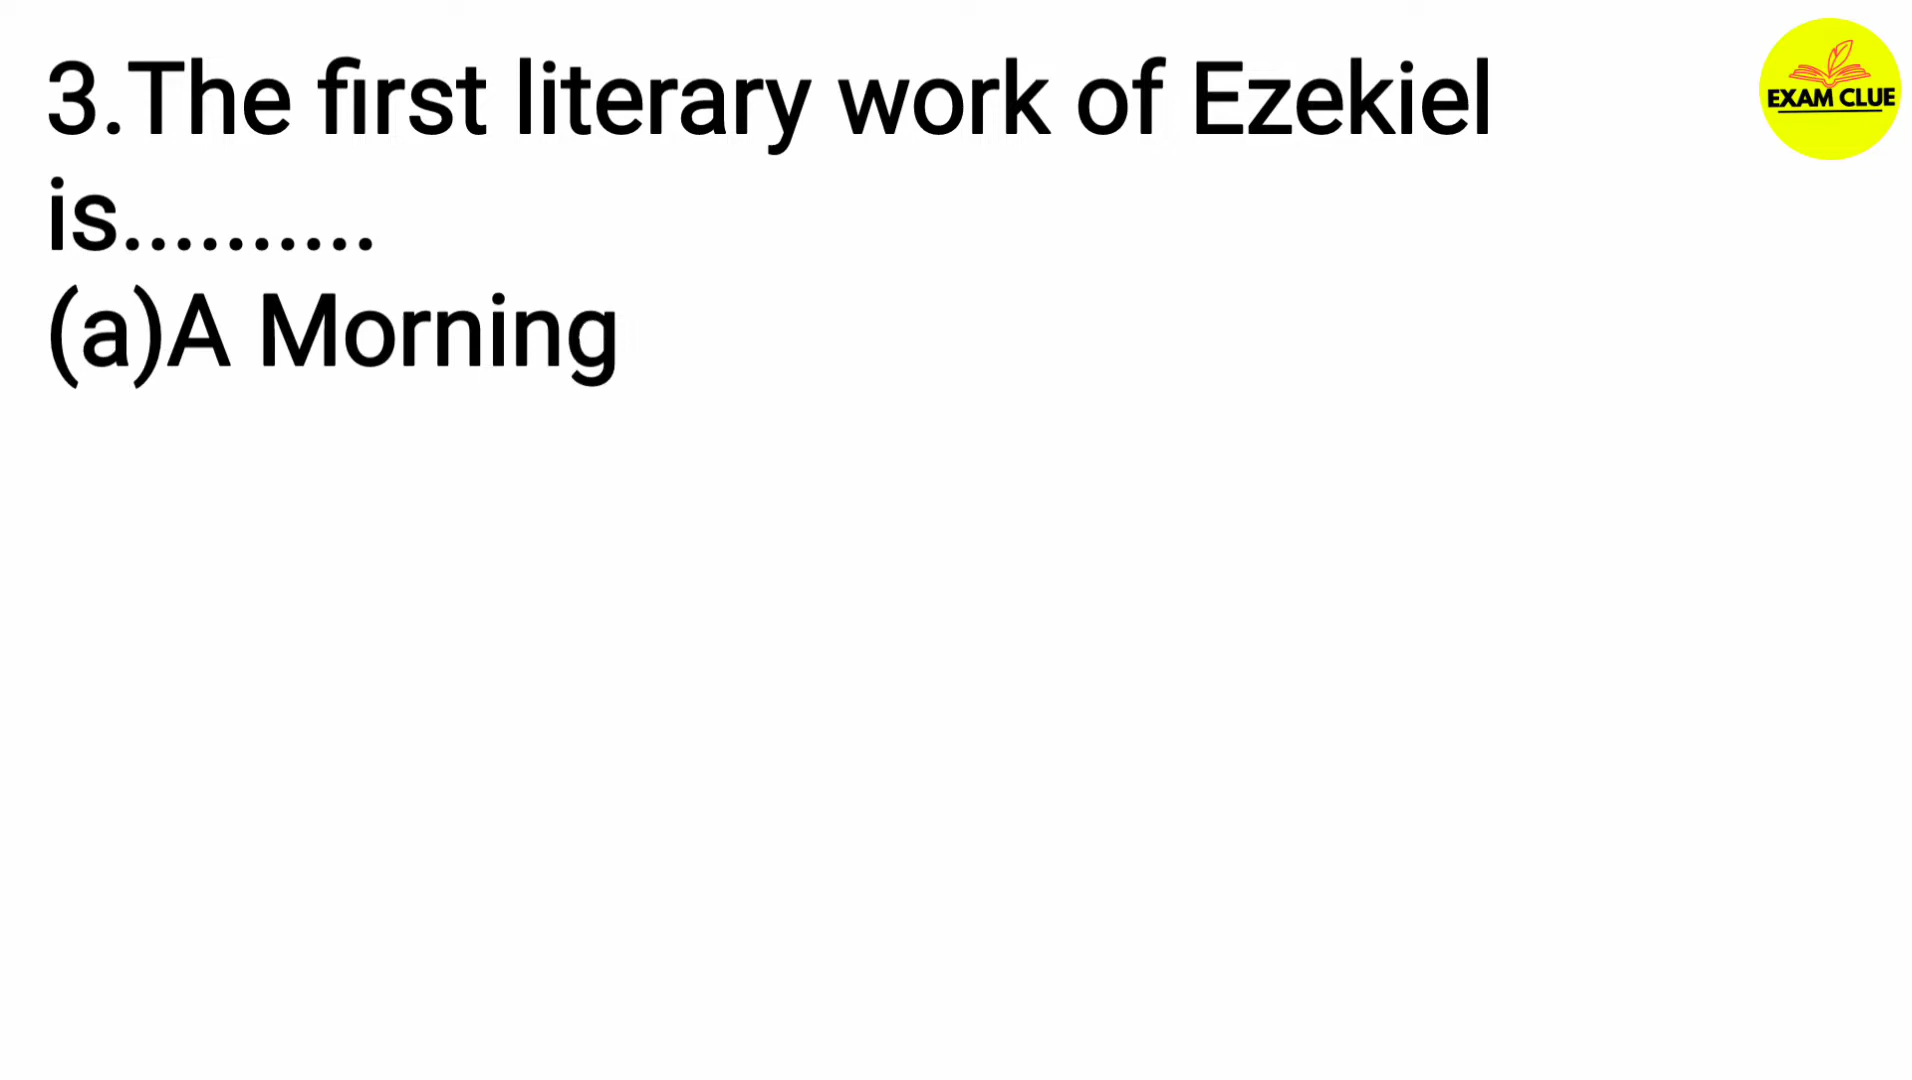 3.The first literary work of Ezekiel
is..........
(a)A Morning
EXAM CLUE